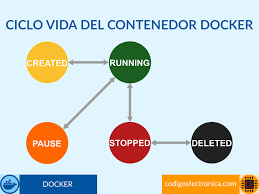 CICLO VIDA DEL CONTENEDOR DOCKER
CREATED
RUNNING
PAUSE
STOPPED
DELETED
DOCKER
codigoelectronica.com